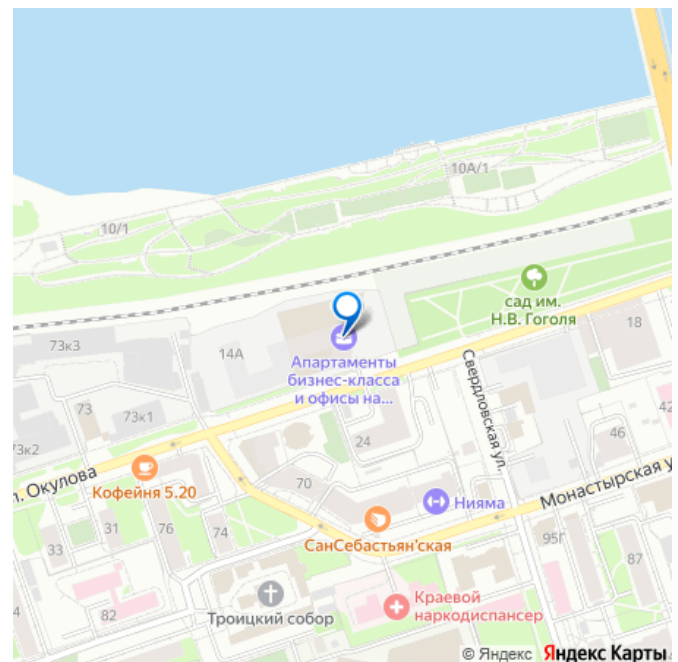 10А/1
10/1
сад им.
Н.В. Гоголя
18
73к3
14А
Апартаменты
бизнес-класса
и офисы на...
Свердловская ул.
73
73к1
42
46
24
73к2
л. Окулова
Кофейня 5.20
70
Нияма
Монастырская у
31
76
74
СанСебастьян'ская
95Г
33
87
4
82
Троицкий собор
Краевой
наркодиспансер
© Яндекс Яндекс Карты